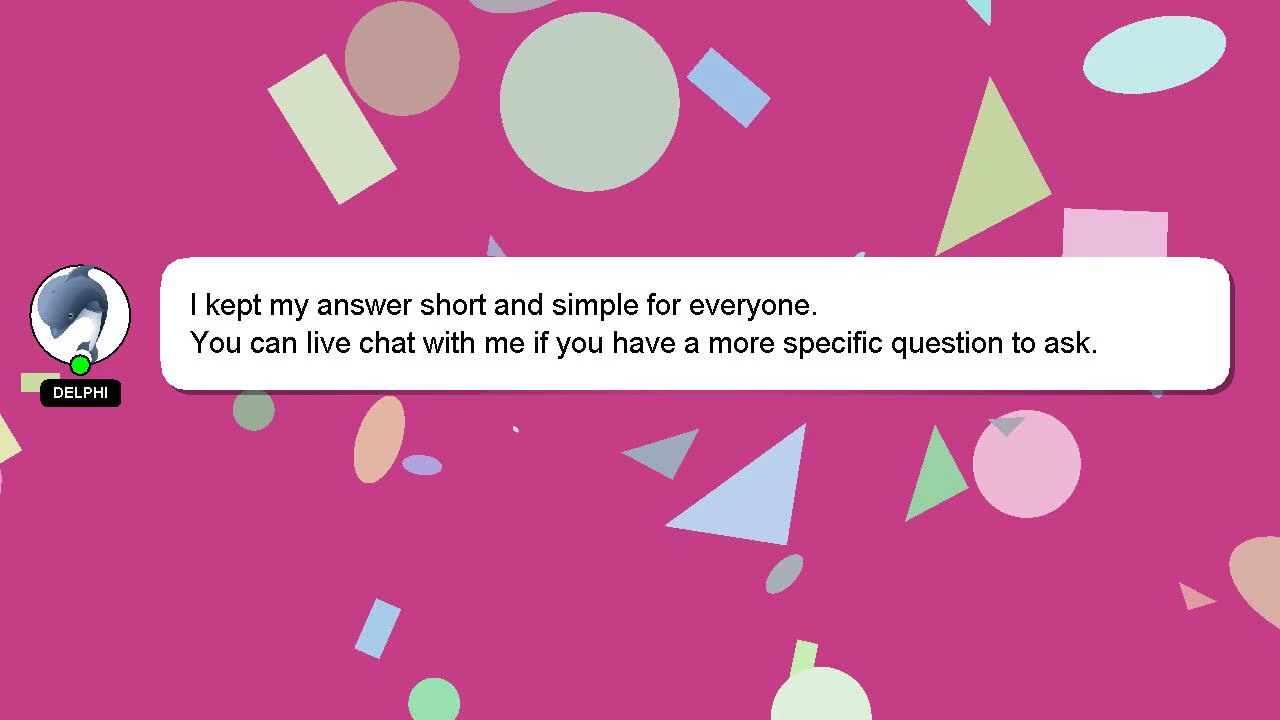 I kept my answer short and simple for everyone.
You can live chat with me if you have a more specific question to ask.
DELPHI